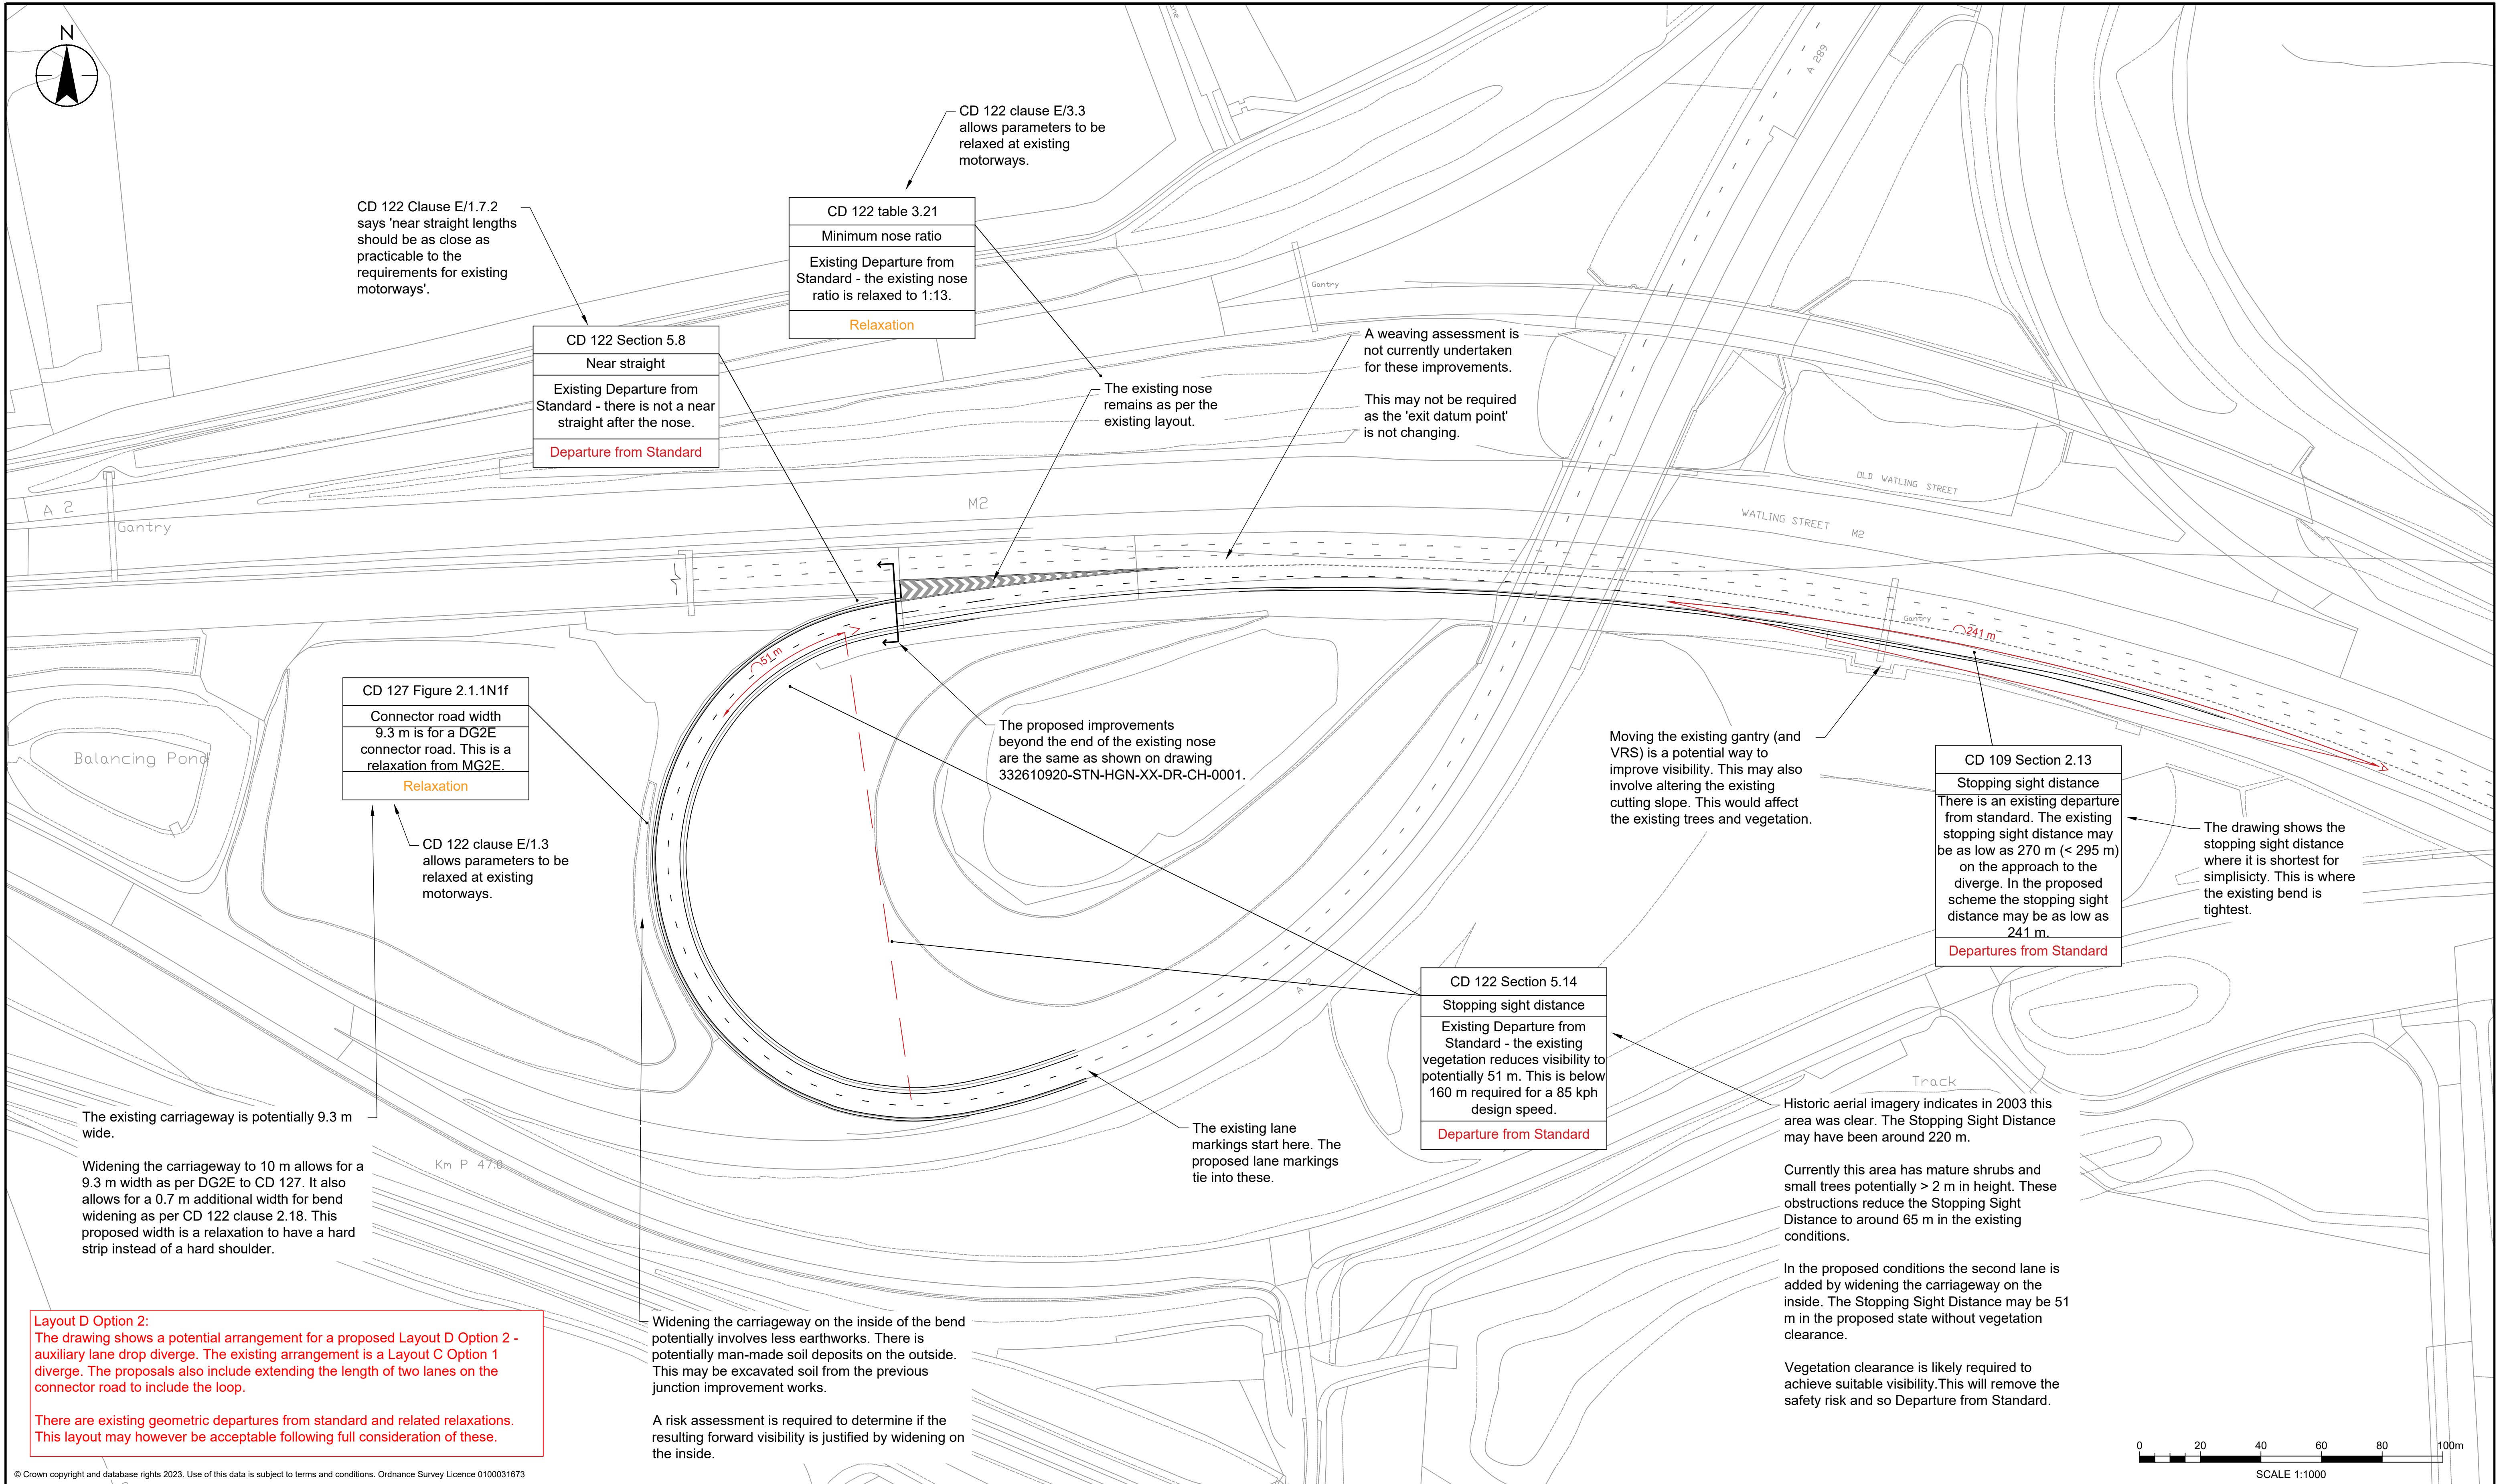 N
CD 122 clause E/3.3
allows parameters to be
relaxed at existing
motorways.
CD 122 Clause E/1.7.2
says 'near straight lengths
should be as close as
practicable to the
requirements for existing
motorways'.
CD 122 table 3.21
Minimum nose ratio
Existing Departure from
Standard - the existing nose
ratio is relaxed to 1:13.
Relaxation
CD 122 Section 5.8
Near straight
Existing Departure from
Standard - there is not a near
straight after the nose.
Departure from Standard
The existing nose
remains as per the
existing layout.
A weaving assessment is
not currently undertaken
for these improvements.
This may not be required
as the 'exit datum point'
is not changing.
A 289
Gantry
OLD WATLING STREET
WATLING STREET M2
M2
A 2
Gantry
Gantry
241 m
51 m
Balancing Pond
CD 127 Figure 2.1.1N1f
Connector road width
9.3 m is for a DG2E
connector road. This is a
relaxation from MG2E.
Relaxation
CD 122 clause E/1.3
allows parameters to be
relaxed at existing
motorways.
The proposed improvements
beyond the end of the existing nose
are the same as shown on drawing
332610920-STN-HGN-XX-DR-CH-0001.
Moving the existing gantry (and
VRS) is a potential way to
improve visibility. This may also
involve altering the existing
cutting slope. This would affect
the existing trees and vegetation.
CD 109 Section 2.13
Stopping sight distance
There is an existing departure
from standard. The existing
stopping sight distance may
be as low as 270 m (< 295 m)
on the approach to the
diverge. In the proposed
scheme the stopping sight
distance may be as low as
241 m.
Departures from Standard
The drawing shows the
stopping sight distance
where it is shortest for
simplisicty. This is where
the existing bend is
tightest.
A 2
CD 122 Section 5.14
Stopping sight distance
Existing Departure from
Standard - the existing
vegetation reduces visibility to
potentially 51 m. This is below
160 m required for a 85 kph
design speed.
Departure from Standard
Track
The existing carriageway is potentially 9.3 m
wide.
Widening the carriageway to 10 m allows for a
9.3 m width as per DG2E to CD 127. It also
allows for a 0.7 m additional width for bend
widening as per CD 122 clause 2.18. This
proposed width is a relaxation to have a hard
strip instead of a hard shoulder.
Km P 47.0
The existing lane
markings start here. The
proposed lane markings
tie into these.
Historic aerial imagery indicates in 2003 this
area was clear. The Stopping Sight Distance
may have been around 220 m.
Currently this area has mature shrubs and
small trees potentially > 2 m in height. These
obstructions reduce the Stopping Sight
Distance to around 65 m in the existing
conditions.
In the proposed conditions the second lane is
added by widening the carriageway on the
inside. The Stopping Sight Distance may be 51
m in the proposed state without vegetation
clearance.
Vegetation clearance is likely required to
achieve suitable visibility.This will remove the
safety risk and so Departure from Standard.
Layout D Option 2:
The drawing shows a potential arrangement for a proposed Layout D Option 2 -
auxiliary lane drop diverge. The existing arrangement is a Layout C Option 1
diverge. The proposals also include extending the length of two lanes on the
connector road to include the loop.
There are existing geometric departures from standard and related relaxations.
This layout may however be acceptable following full consideration of these.
Widening the carriageway on the inside of the bend
potentially involves less earthworks. There is
potentially man-made soil deposits on the outside.
This may be excavated soil from the previous
junction improvement works.
A risk assessment is required to determine if the
resulting forward visibility is justified by widening on
the inside.
0 20 40 60 80 100m
SCALE 1:1000
© Crown copyright and database rights 2023. Use of this data is subject to terms and conditions. Ordnance Survey Licence 0100031673